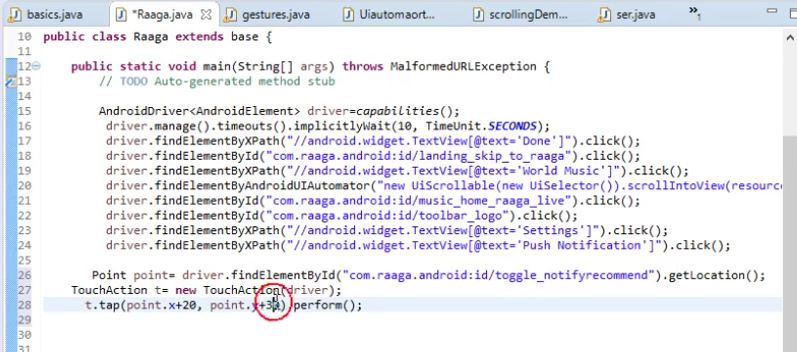 basics.java *Raaga.java gestures.java Uiautomaort... scrollingDem... ser.java »1
10 public class Raaga extends base {
11
12 public static void main(String[] args) throws MalformedURLException {
13 // TODO Auto-generated method stub
14
15 AndroidDriver<AndroidElement> driver=capabilities();
16 driver.manage().timeouts().implicitlyWait(10, TimeUnit.SECONDS);
17 driver.findElementByXPath("//android.widget.TextView[@text='Done']").click();
18 driver.findElementById("com.raaga.android:id/landing_skip_to_raaga").click();
19 driver.findElementByXPath("//android.widget.TextView[@text='World Music']").click();
20 driver.findElementByAndroidUIAutomator("new UiScrollable(new UiSelector()).scrollIntoView(resourc
21 driver.findElementById("com.raaga.android:id/music_home_raaga_live").click();
22 driver.findElementById("com.raaga.android:id/toolbar_logo").click();
23 driver.findElementByXPath("//android.widget.TextView[@text='Settings']").click();
24 driver.findElementByXPath("//android.widget.TextView[@text='Push Notification']").click();
25
26 Point point= driver.findElementById("com.raaga.android:id/toggle_notifyrecommend").getLocation();
27 TouchAction t= new TouchAction(driver);
28 t.tap(point.x+20, point.y+30).perform();
29
30
31